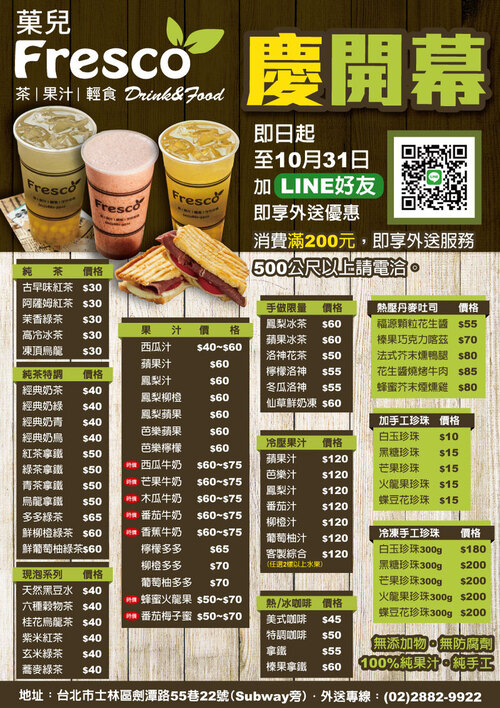 菓兒
Fresco
茶|果汁|輕食 Drink&Food
慶開幕
即日起
至10月31日
加 LINE好友
即享外送優惠
消費滿200元，即享外送服務
500公尺以上請電洽。
純 茶 價格
古早味紅茶 $30
阿薩姆紅茶 $30
茉香綠茶 $30
高冷冰茶 $30
凍頂烏龍 $30
純茶特調 價格
經典奶茶 $40
經典奶綠 $40
經典奶青 $40
經典奶烏 $40
紅茶拿鐵 $50
綠茶拿鐵 $50
青茶拿鐵 $50
烏龍拿鐵 $50
多多綠茶 $65
鮮柳橙綠茶 $60
鮮葡萄柚綠茶 $60
現泡系列 價格
天然黑豆水 $40
六種穀物茶 $40
桂花烏龍茶 $40
紫米紅茶 $40
玄米綠茶 $40
蕎麥綠茶 $40
果 汁 價 格
西瓜汁 $40~$60
蘋果汁 $60
鳳梨汁 $60
鳳梨柳橙 $60
鳳梨蘋果 $60
芭樂蘋果 $60
芭樂檸檬 $60
時價 西瓜牛奶 $60~$75
時價 芒果牛奶 $60~$75
時價 木瓜牛奶 $60~$75
時價 番茄牛奶 $60~$75
時價 香蕉牛奶 $60~$75
檸檬多多 $65
柳橙多多 $70
葡萄柚多多 $70
時價 蜂蜜火龍果 $50~$70
時價 番茄梅子蜜 $50~$70
手做限量 價格
鳳梨冰茶 $60
蘋果冰茶 $60
洛神花茶 $50
檸檬洛神 $55
冬瓜洛神 $55
仙草鮮奶凍 $60
冷壓果汁 價格
蘋果汁 $120
芭樂汁 $120
鳳梨汁 $120
番茄汁 $120
柳橙汁 $120
葡萄柚汁 $120
客製綜合 $120
(任選2樣以上水果)
熱/冰咖啡 價格
美式咖啡 $45
特調咖啡 $50
拿鐵 $55
榛果拿鐵 $60
熱壓丹麥吐司 價格
福源顆粒花生醬 $55
榛果巧克力喀茲 $70
法式芥末燻鴨腿 $80
花生醬燒烤牛肉 $85
蜂蜜芥末煙燻雞 $80
加手工珍珠 價格
白玉珍珠 $10
黑糖珍珠 $15
芒果珍珠 $15
火龍果珍珠 $15
蝶豆花珍珠 $15
冷凍手工珍珠 價格
白玉珍珠300g $180
黑糖珍珠300g $200
芒果珍珠300g $200
火龍果珍珠300g $200
蝶豆花珍珠300g $200
無添加物·無防腐劑
100%純果汁·純手工
地址：台北市士林區劍潭路55巷22號(Subway旁)·外送專線：(02)2882-9922